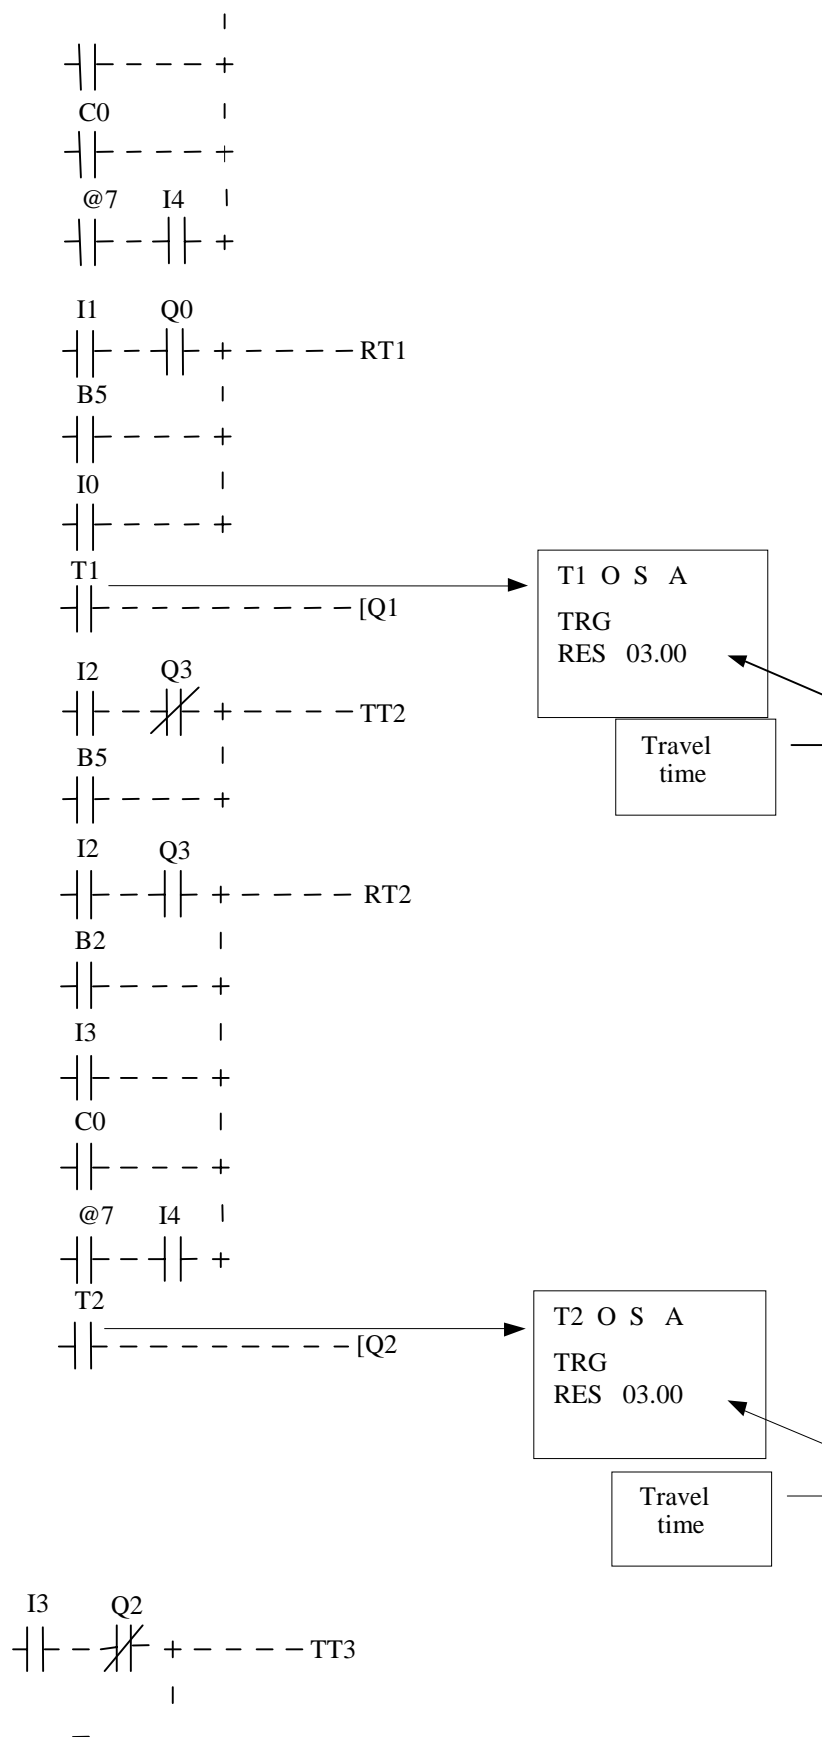 C0
@7 I4
I1 Q0
RT1
B5
I0
T1
[Q1
T1 O S A
TRG
RES 03.00
Travel
time
I2 Q3
TT2
B5
I2 Q3
RT2
B2
I3
C0
@7 I4
T2
[Q2
T2 O S A
TRG
RES 03.00
Travel
time
I3 Q2
TT3